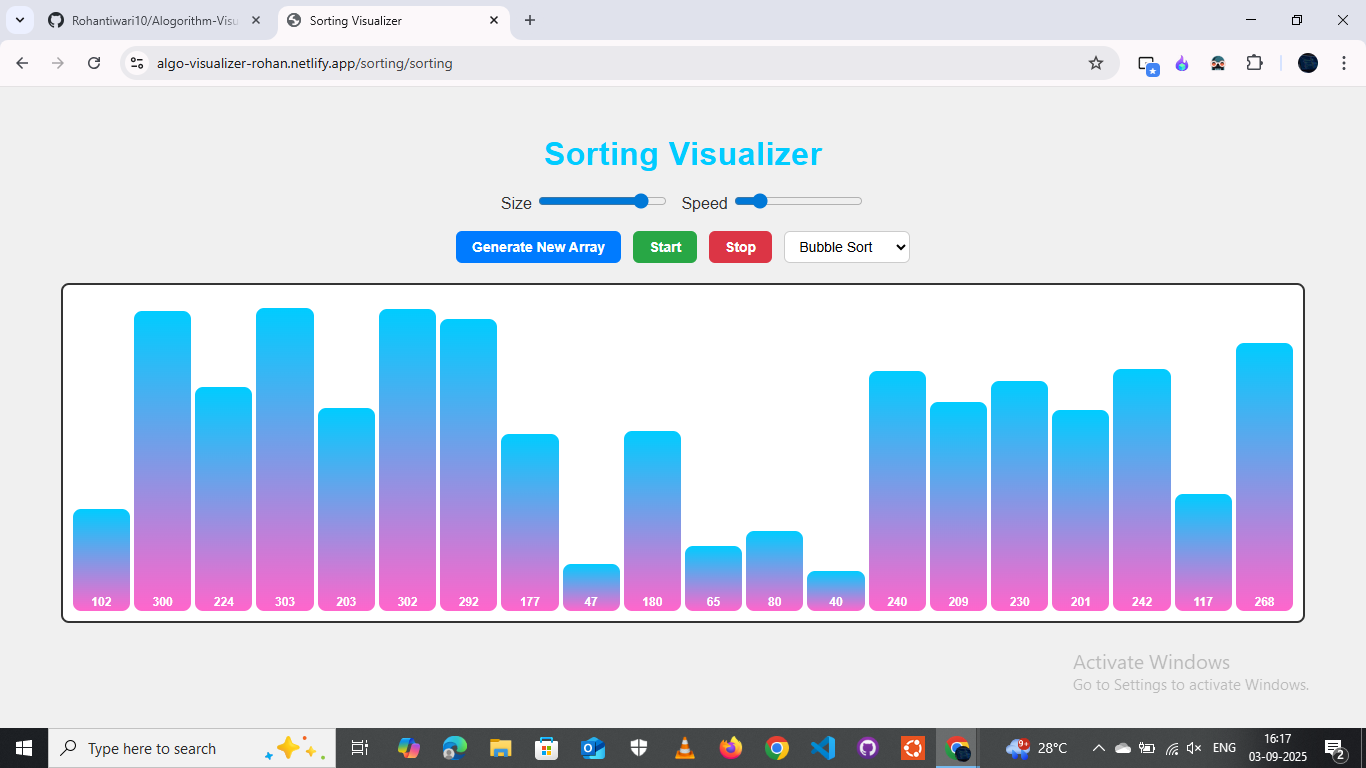 Rohantiwari10/Alogorithm-Visu
Sorting Visualizer
algo-visualizer-rohan.netlify.app/sorting/sorting
Sorting Visualizer
Size Speed
Generate New Array Start Stop Bubble Sort
102 300 224 303 203 302 292 177 47 180 65 80 40 240 209 230 201 242 117 268
Activate Windows
Go to Settings to activate Windows.
Type here to search
9+ 28°C ENG
16:17
03-09-2025
2